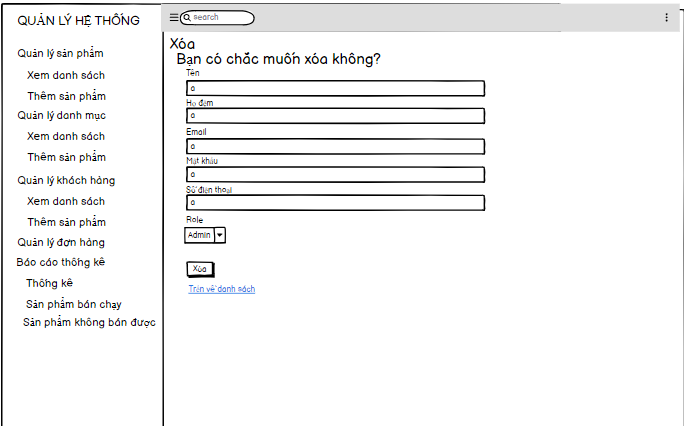 QUẢN LÝ HỆ THỐNG
search
Quản lý sản phẩm
Xem danh sách
Thêm sản phẩm
Quản lý danh mục
Xem danh sách
Thêm sản phẩm
Quản lý khách hàng
Xem danh sách
Thêm sản phẩm
Quản lý đơn hàng
Báo cáo thống kê
Thống kê
Sản phẩm bán chạy
Sản phẩm không bán được
Xóa
Bạn có chắc muốn xóa không?
Tên
a
Họ đệm
a
Email
a
Mật khẩu
a
Số điện thoại
a
Role
Admin
Xóa
Trên về danh sách